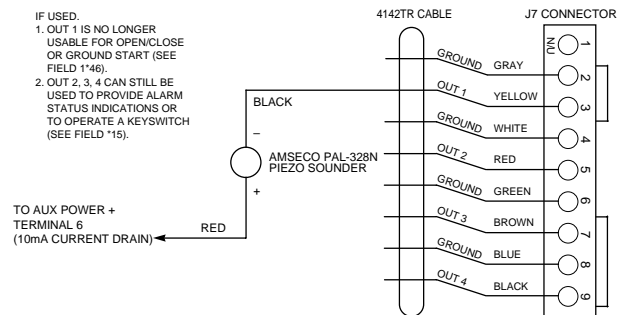 IF USED.
1. OUT 1 IS NO LONGER
USABLE FOR OPEN/CLOSE
OR GROUND START (SEE
FIELD 1*46).
2. OUT 2, 3, 4 CAN STILL BE
USED TO PROVIDE ALARM
STATUS INDICATIONS OR
TO OPERATE A KEYSWITCH
(SEE FIELD *15).
4142TR CABLE
J7 CONNECTOR
N/U 1
GROUND GRAY 2
OUT 1 YELLOW 3
BLACK
GROUND WHITE 4
–
AMSECO PAL-328N
PIEZO SOUNDER
OUT 2 RED 5
+
GROUND GREEN 6
TO AUX POWER +
TERMINAL 6
(10mA CURRENT DRAIN)
RED
OUT 3 BROWN 7
GROUND BLUE 8
OUT 4 BLACK 9